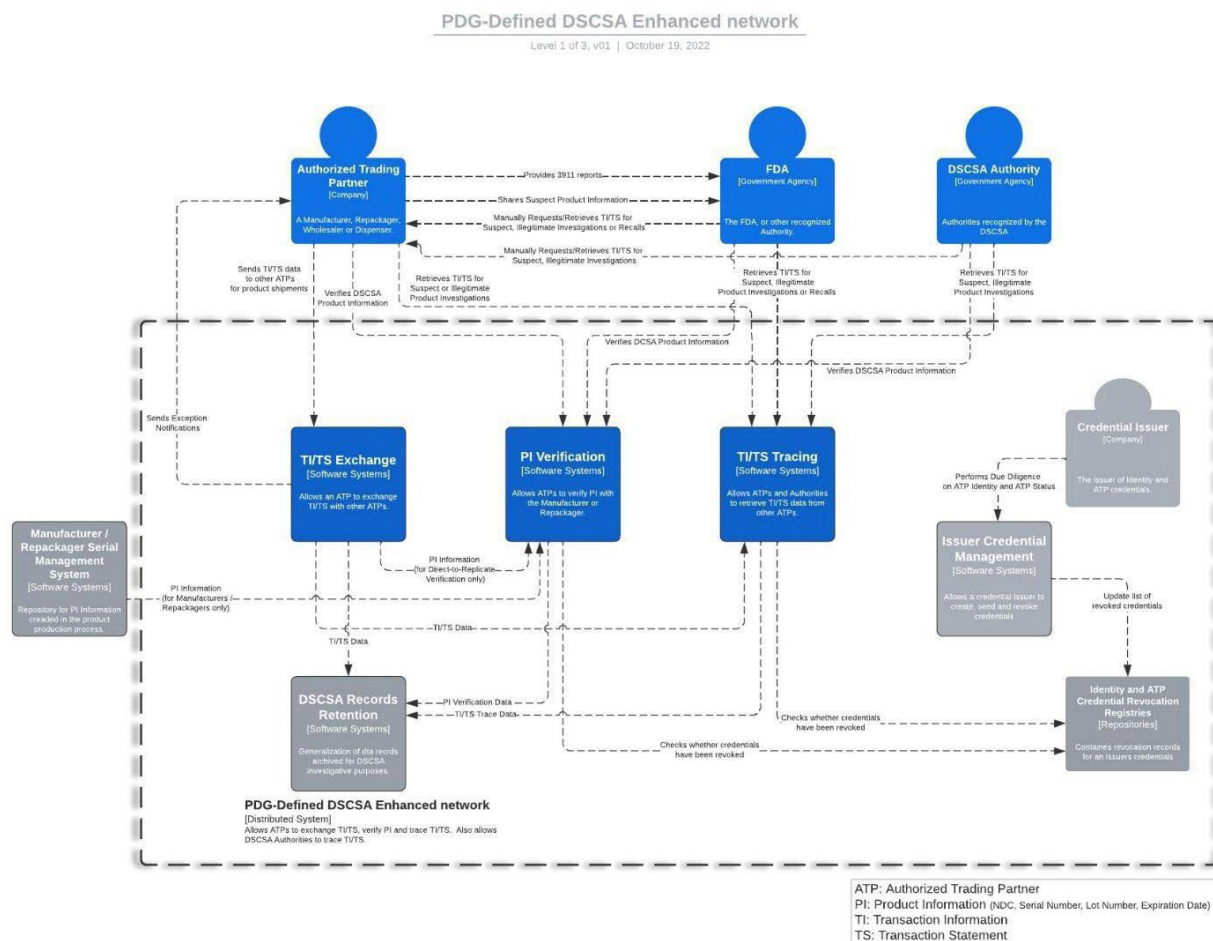 PDG-Defined DSCSA Enhanced network
Level 1 of 3, v01 | October 19, 2022
Authorized Trading
Partner
[Company]
A Manufacturer, Repackager,
Wholesaler or Dispenser.
FDA
[Government Agency]
The FDA, or other recognized
Authority.
DSCSA Authority
[Government Agency]
Authorities recognized by the
DSCSA
Provides 3911 reports
Shares Suspect Product Information
Manually Requests/Retrieves TI/TS for
Suspect, Illegitimate Investigations or Recalls
Manually Requests/Retrieves TI/TS for
Suspect, Illegitimate Investigations
Sends TI/TS data
to other ATPs
for product shipments
Verifies DSCSA
Product Information
Retrieves TI/TS for
Suspect or Illegitimate
Product Investigations
Retrieves TI/TS for
Suspect, Illegitimate
Product Investigations or Recalls
Retrieves TI/TS for
Suspect, Illegitimate
Product Investigations
Verifies DCSA Product Information
Verifies DSCSA Product Information
Sends Exception
Notifications
TI/TS Exchange
[Software Systems]
Allows an ATP to exchange
TI/TS with other ATPs.
PI Verification
[Software Systems]
Allows ATPs to verify PI with
the Manufacturer or
Repackager.
TI/TS Tracing
[Software Systems]
Allows ATPs and Authorities
to retrieve TI/TS data from
other ATPs.
Credential Issuer
[Company]
The issuer of Identity and
ATP credentials.
Performs Due Diligence
on ATP Identity and ATP Status
Manufacturer /
Repackager Serial
Management
System
[Software Systems]
Repository for PI Information
creaded in the product
production process.
PI Information
(for Manufacturers /
Repackagers only)
PI Information
(for Direct-to-Replicate
Verification only)
Issuer Credential
Management
[Software Systems]
Allows a credential issuer to
create, send and revoke
credentials
Update list of
revoked credentials
TI/TS Data
TI/TS Data
DSCSA Records
Retention
[Software Systems]
Generalization of dta recrds
archived for DSCSA
investigative purposes.
PI Verification Data
TI/TS Trace Data
Checks whether credentials
have been revoked
Checks whether credentials
have been revoked
Identity and ATP
Credential Revocation
Registries
[Repositories]
Containes revocation records
for an Issuers credentials
PDG-Defined DSCSA Enhanced network
[Distributed System]
Allows ATPs to exchange TI/TS, verify PI and trace TI/TS. Also allows
DSCSA Authorities to trace TI/TS.
ATP: Authorized Trading Partner
PI: Product Information (NDC, Serial Number, Lot Number, Expiration Date)
TI: Transaction Information
TS: Transaction Statement